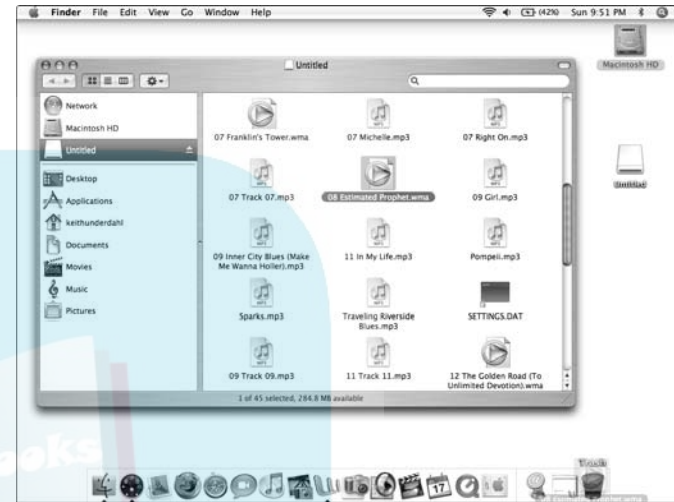 Finder File Edit View Go Window Help (42%) Sun 9:51 PM
Macintosh HD
Untitled
Network
Macintosh HD
Untitled
Desktop
Applications
keithunderdahl
Documents
Movies
Music
Pictures
07 Franklin's Tower.wma 07 Michelle.mp3 07 Right On.mp3
07 Track 07.mp3 08 Estimated Prophet.wma 09 Girl.mp3
09 Inner City Blues (Make 11 In My Life.mp3 Pompeii.mp3
Me Wanna Holler).mp3
Sparks.mp3 Traveling Riverside SETTINGS.DAT
Blues.mp3
09 Track 09.mp3 11 Track 11.mp3 12 The Golden Road (To
Unlimited Devotion).wma
1 of 45 selected, 284.8 MB available
Untitled
ooks
17
Trash
Estimated Prophet.wma